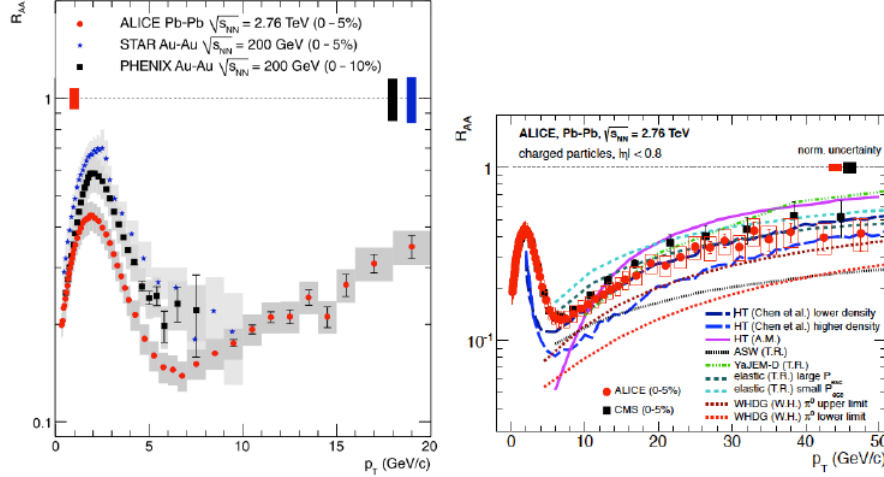 R_AA
ALICE Pb-Pb √s_NN = 2.76 TeV (0 – 5%)
STAR Au-Au √s_NN = 200 GeV (0 – 5%)
PHENIX Au-Au √s_NN = 200 GeV (0 – 10%)
1
0.1
0 5 10 15 20
p_T (GeV/c)
R_AA
ALICE, Pb-Pb, √s_NN = 2.76 TeV
charged particles, |η| < 0.8
norm. uncertainty
1
10⁻¹
ALICE (0-5%)
CMS (0-5%)
HT (Chen et al.) lower density
HT (Chen et al.) higher density
HT (A.M.)
ASW (T.R.)
YaJEM-D (T.R.)
elastic (T.R.) large P_esc
elastic (T.R.) small P_esc
WHDG (W.H.) π⁰ upper limit
WHDG (W.H.) π⁰ lower limit
0 10 20 30 40 50
p_T (GeV/c)